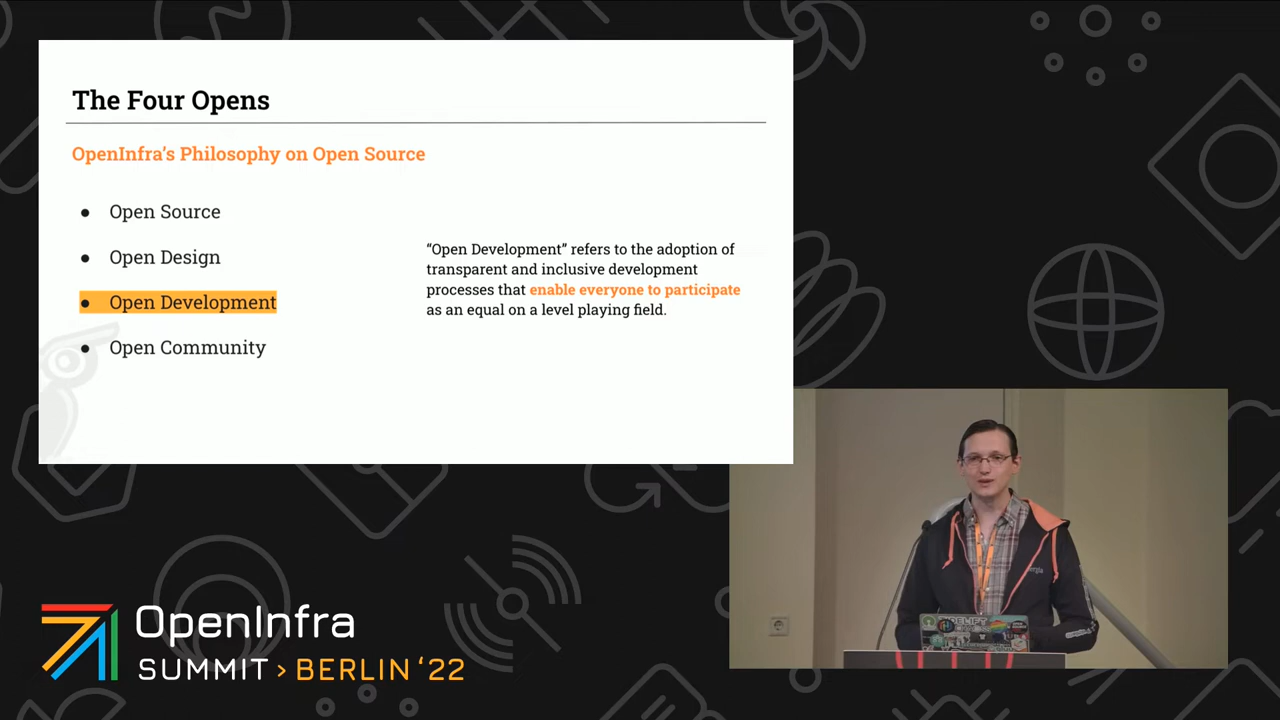 The Four Opens
OpenInfra's Philosophy on Open Source
● Open Source
● Open Design
● Open Development
● Open Community
“Open Development” refers to the adoption of
transparent and inclusive development
processes that enable everyone to participate
as an equal on a level playing field.
OpenInfra
SUMMIT > BERLIN ‘22